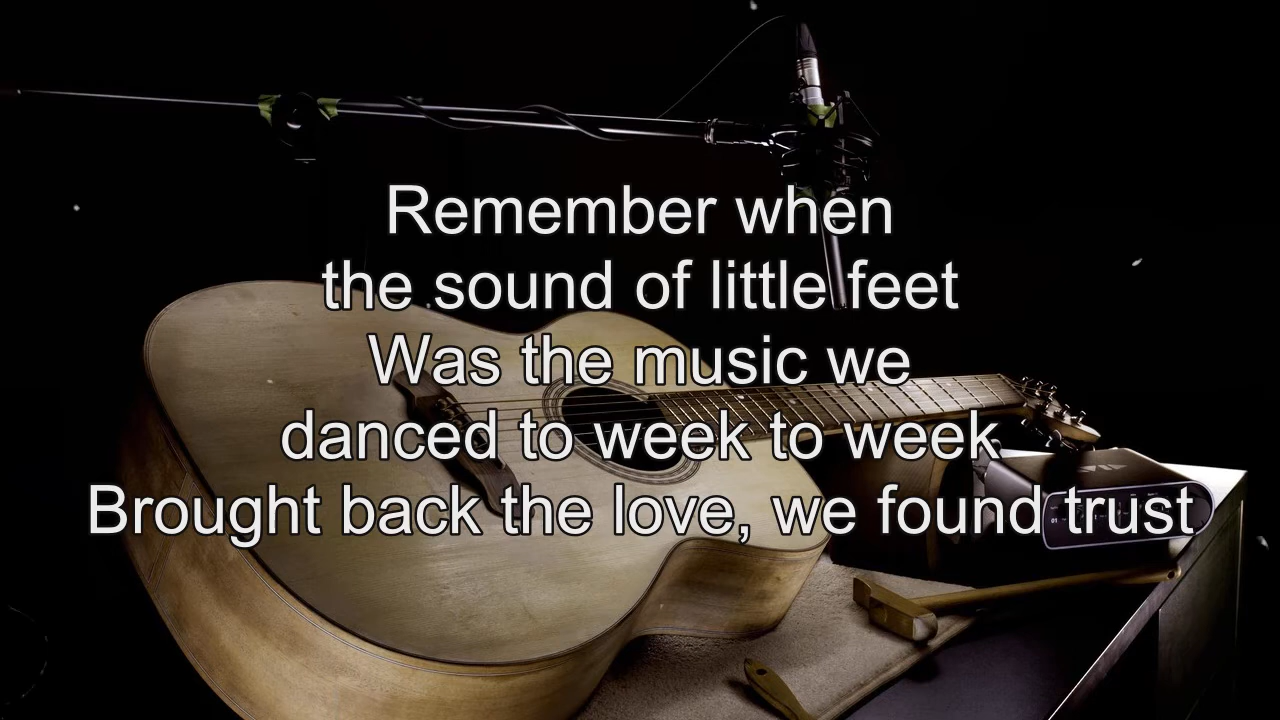 Remember when
the sound of little feet
Was the music we
danced to week to week
Brought back the love, we found trust